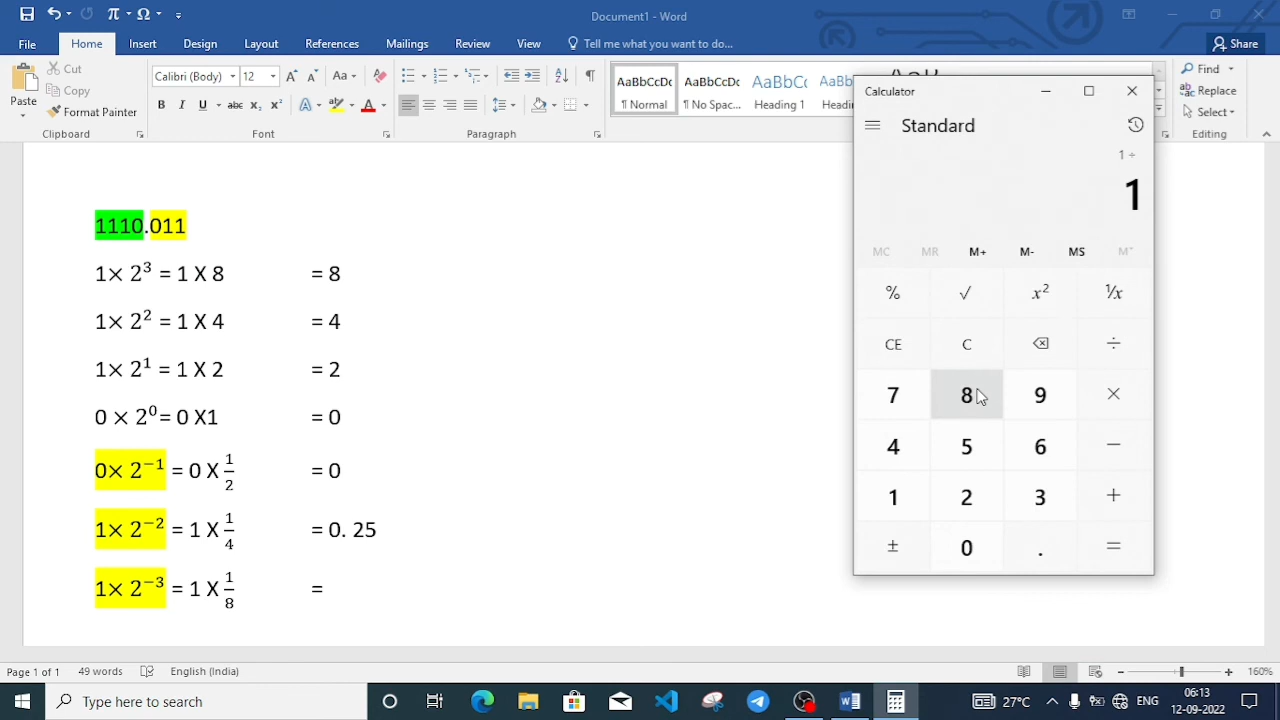 Document1 - Word
File Home Insert Design Layout References Mailings Review View Tell me what you want to do... Share
Paste Cut Copy Format Painter
Calibri (Body) 12 Aa
B I U abc x₂ x² A A
AaBbCcDc AaBbCcDc AaBbCc
¶ Normal ¶ No Spac... Heading 1
Find Replace Select
Clipboard Font Paragraph Editing
1110.011
1× 2³ = 1 X 8 = 8
1× 2² = 1 X 4 = 4
1× 2¹ = 1 X 2 = 2
0 × 2⁰= 0 X1 = 0
0× 2⁻¹ = 0 X 1/2 = 0
1× 2⁻² = 1 X 1/4 = 0. 25
1× 2⁻³ = 1 X 1/8 =
Calculator
Standard
1 ÷
1
MC MR M+ M- MS M˅
% √ x² ¹/x
CE C ⌫ ÷
7 8 9 ×
4 5 6 −
1 2 3 +
± 0 . =
Page 1 of 1 49 words English (India) 160%
Type here to search
27°C ENG 06:13
12-09-2022